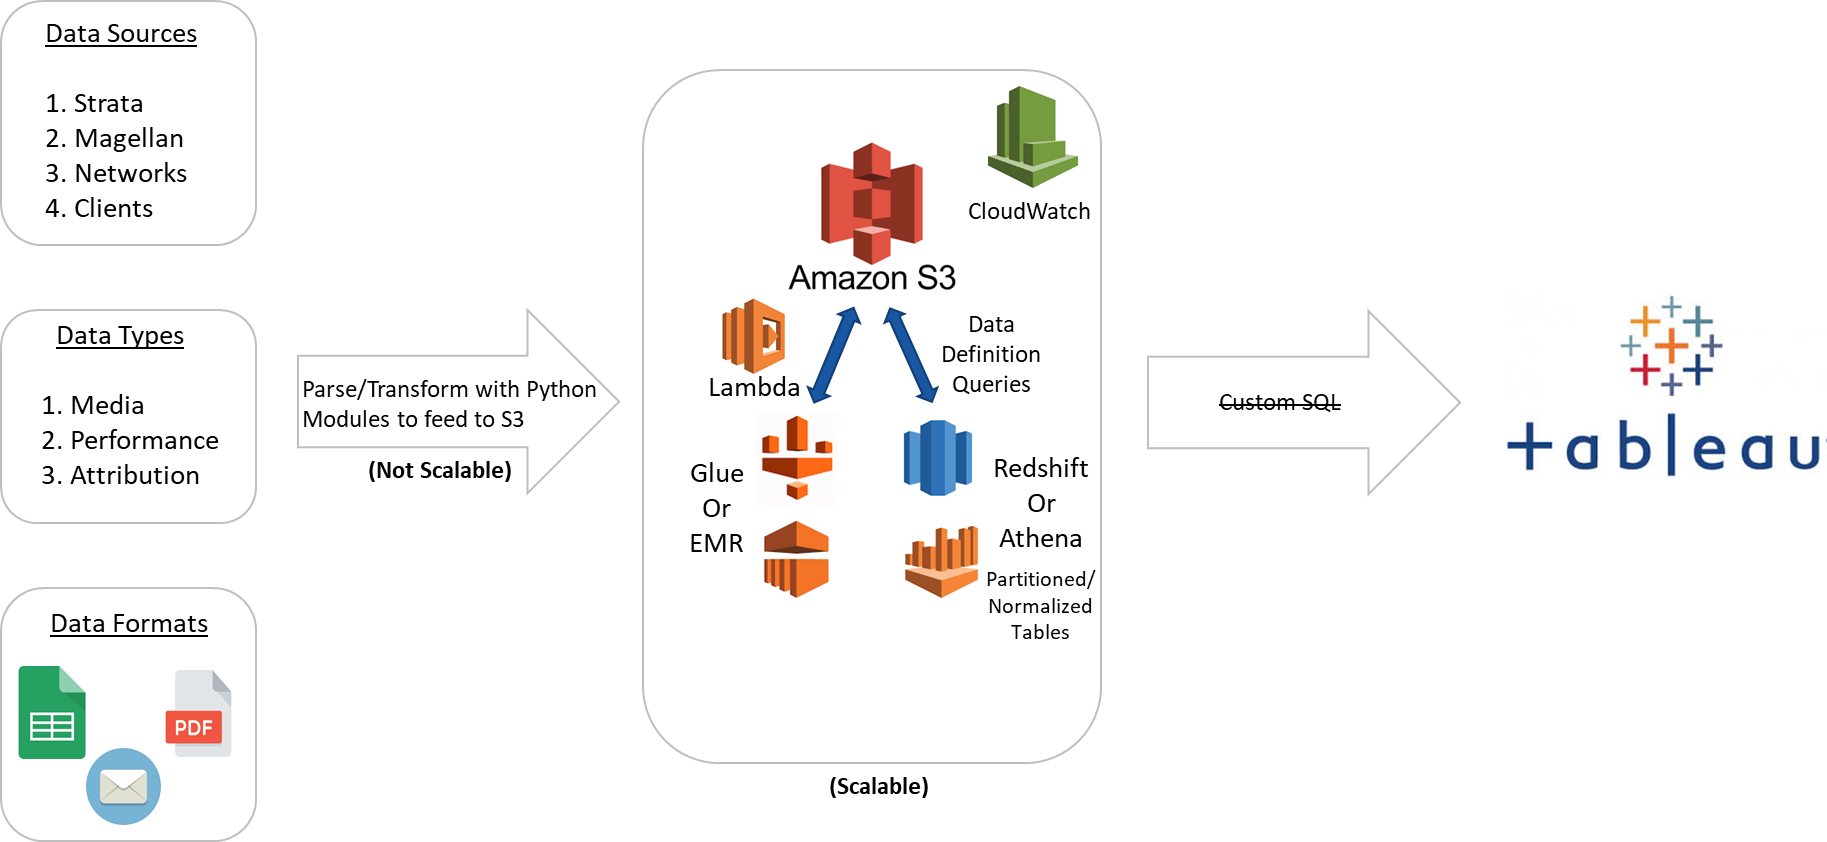 Data Sources
1. Strata
2. Magellan
3. Networks
4. Clients
Data Types
1. Media
2. Performance
3. Attribution
Data Formats
PDF
Parse/Transform with Python
Modules to feed to S3
(Not Scalable)
CloudWatch
Amazon S3
Lambda
Data
Definition
Queries
Glue
Or
EMR
Redshift
Or
Athena
Partitioned/
Normalized
Tables
(Scalable)
Custom SQL
+ableau